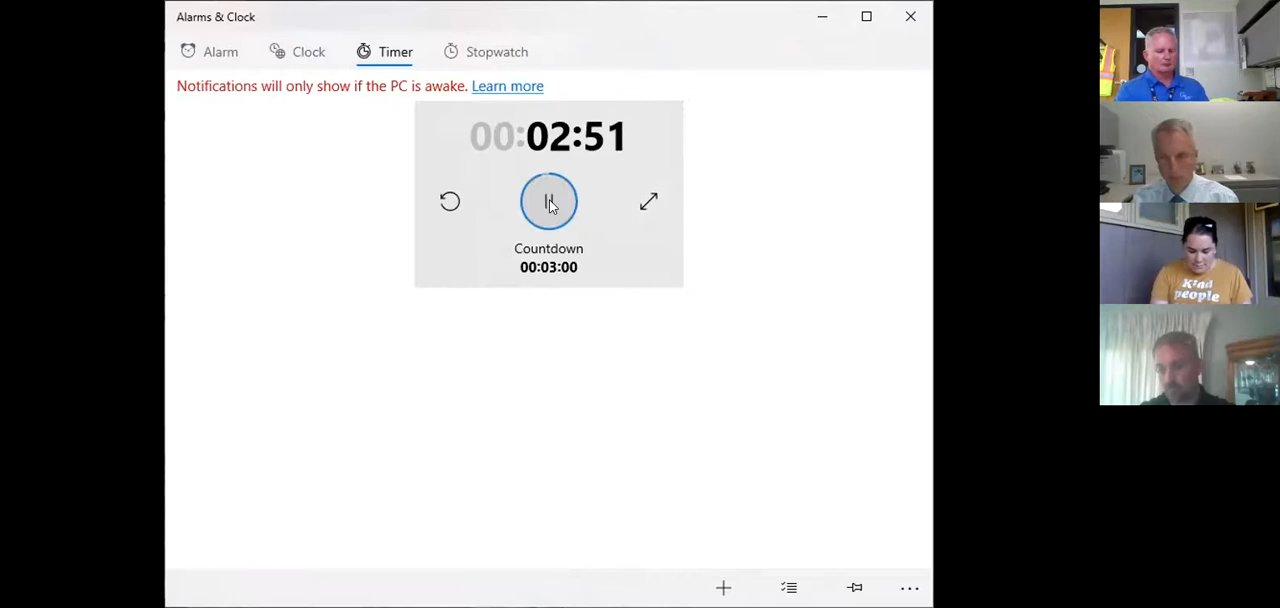 Alarms & Clock
Alarm Clock Timer Stopwatch
Notifications will only show if the PC is awake. Learn more
00:02:51
Countdown
00:03:00
Kind
people